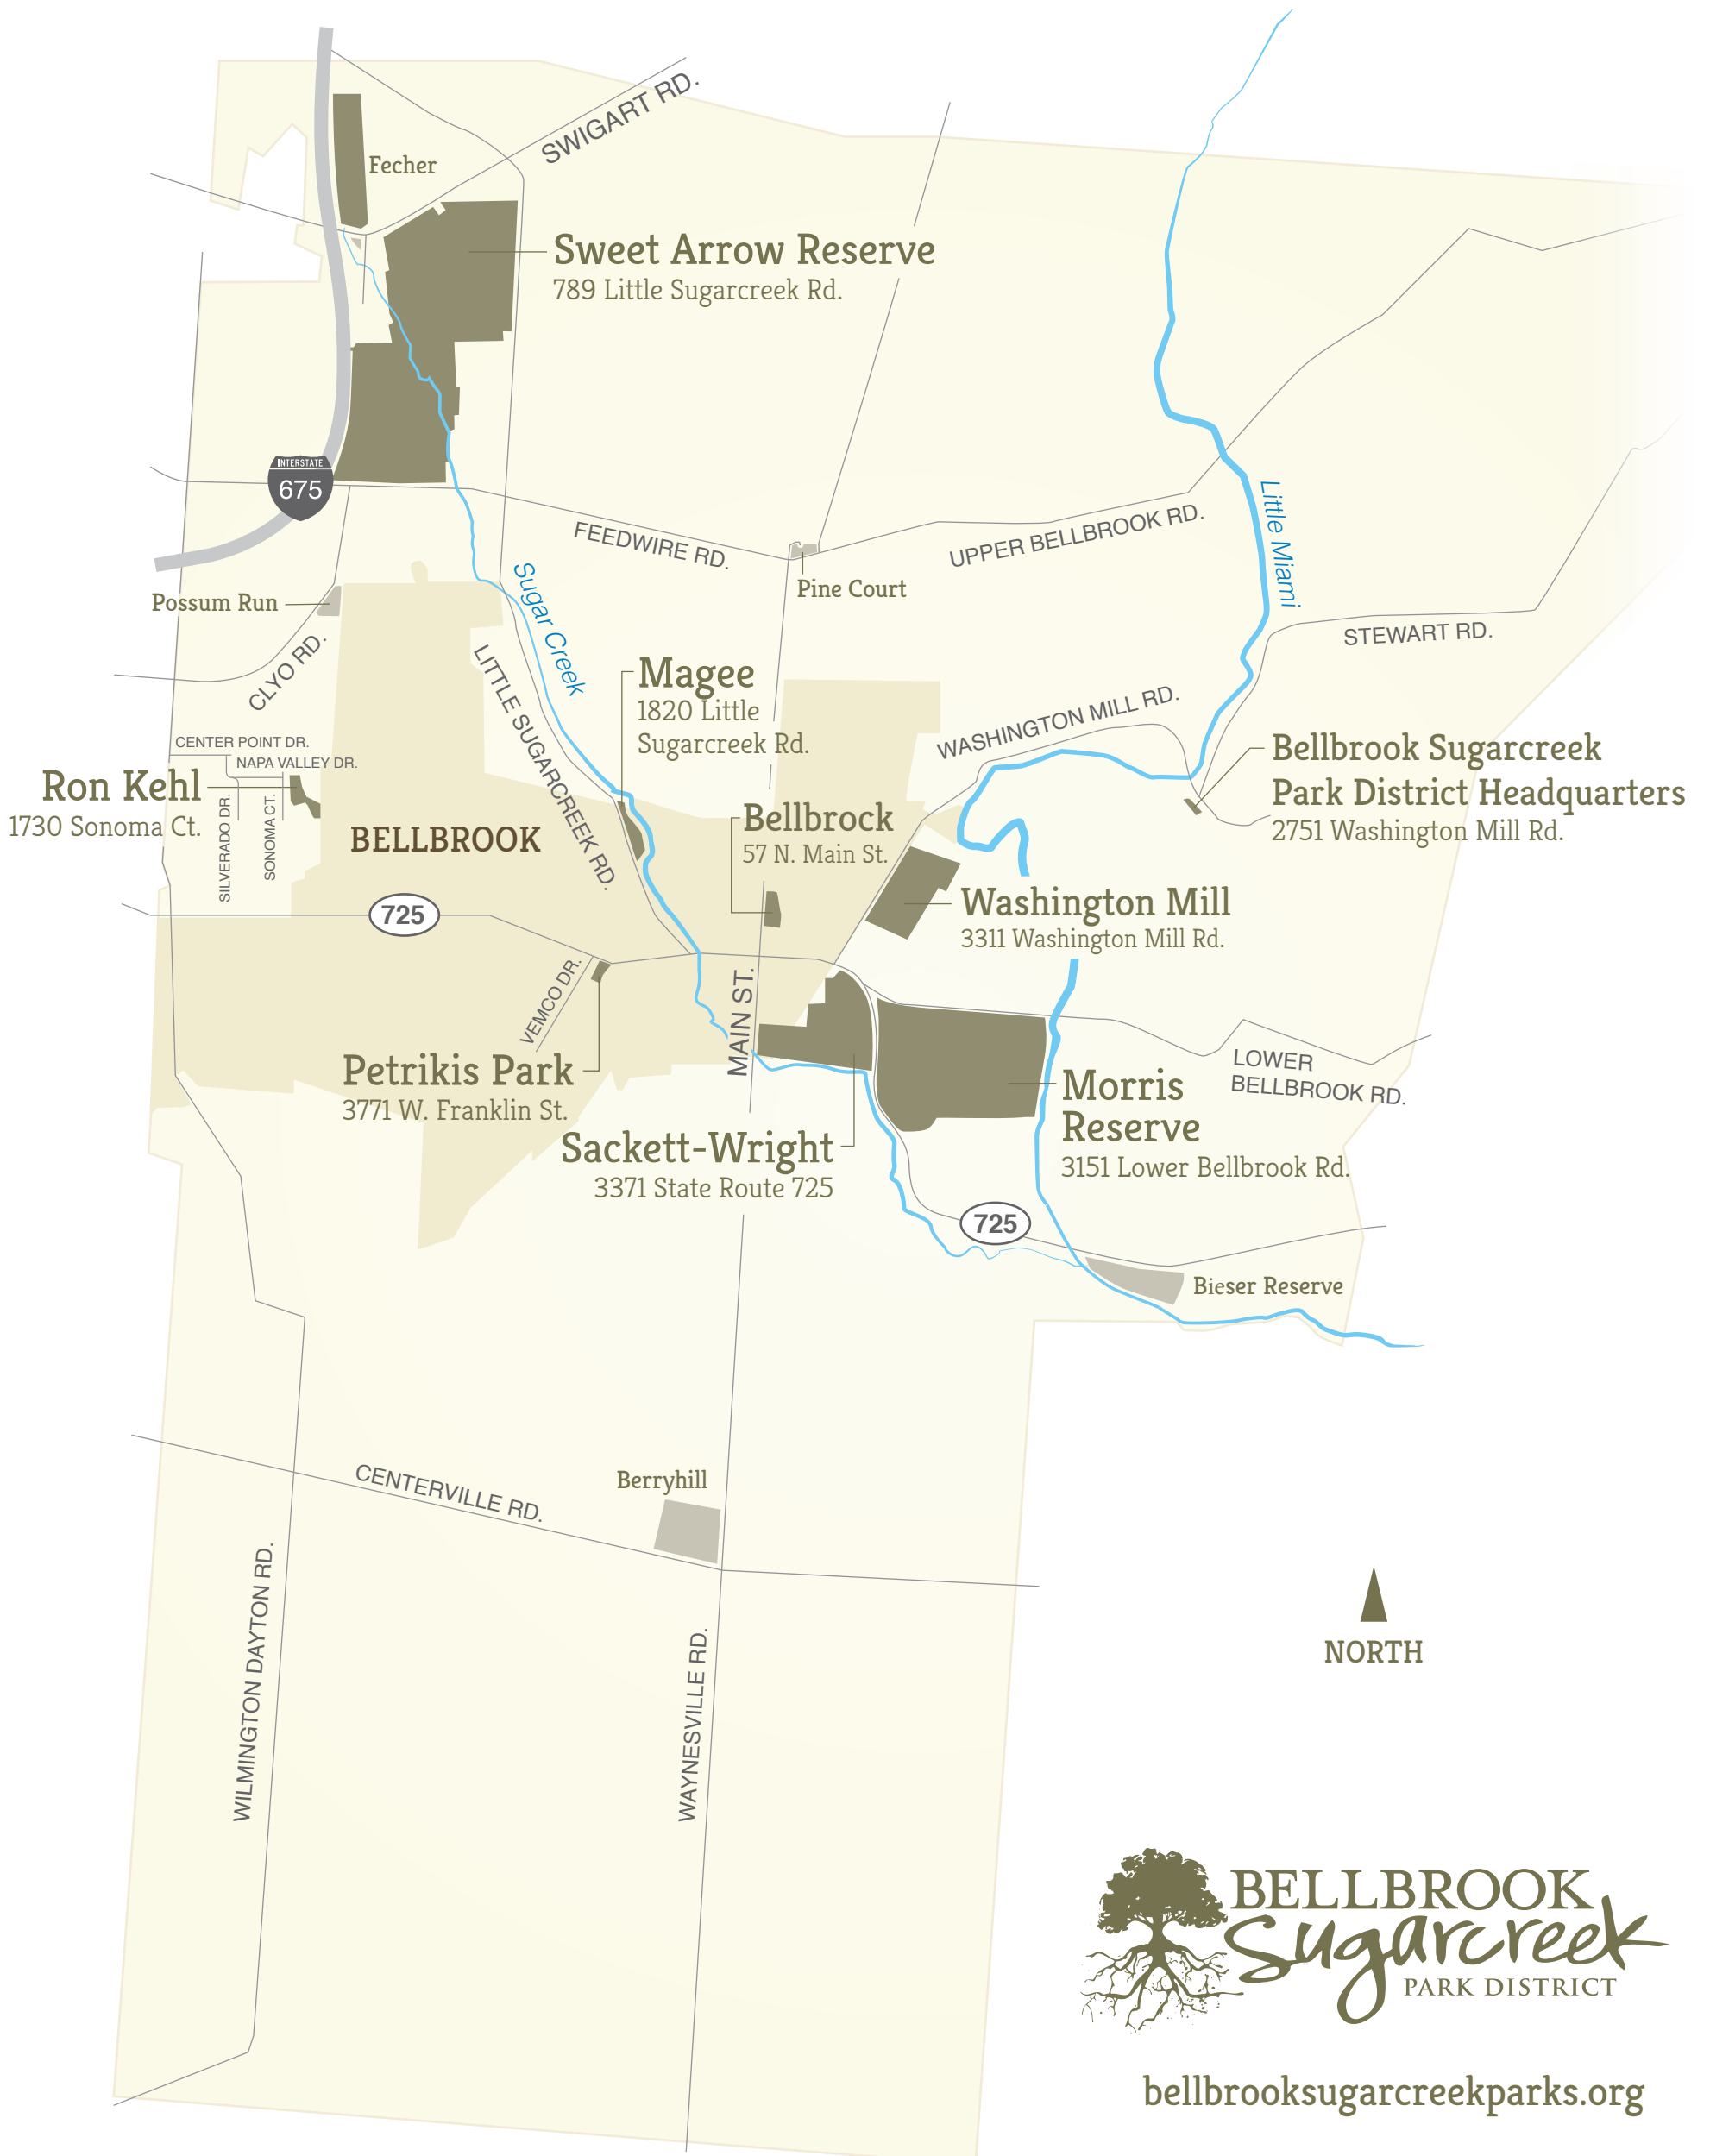 SWIGART RD.
Fecher
Sweet Arrow Reserve
789 Little Sugarcreek Rd.
INTERSTATE
675
FEEDWIRE RD.
UPPER BELLBROOK RD.
Little Miami
Pine Court
Possum Run
Sugar Creek
STEWART RD.
CLYO RD.
LITTLE SUGARCREEK RD.
Magee
1820 Little
Sugarcreek Rd.
WASHINGTON MILL RD.
CENTER POINT DR.
NAPA VALLEY DR.
Ron Kehl
1730 Sonoma Ct.
SILVERADO DR.
SONOMA CT.
BELLBROOK
Bellbrock
57 N. Main St.
Bellbrook Sugarcreek
Park District Headquarters
2751 Washington Mill Rd.
725
Washington Mill
3311 Washington Mill Rd.
VEMCO DR.
MAIN ST.
Petrikis Park
3771 W. Franklin St.
LOWER
BELLBROOK RD.
Morris
Reserve
3151 Lower Bellbrook Rd.
Sackett-Wright
3371 State Route 725
725
Bieser Reserve
CENTERVILLE RD.
Berryhill
WILMINGTON DAYTON RD.
WAYNESVILLE RD.
NORTH
BELLBROOK
Sugarcreek
PARK DISTRICT
bellbrooksugarcreekparks.org